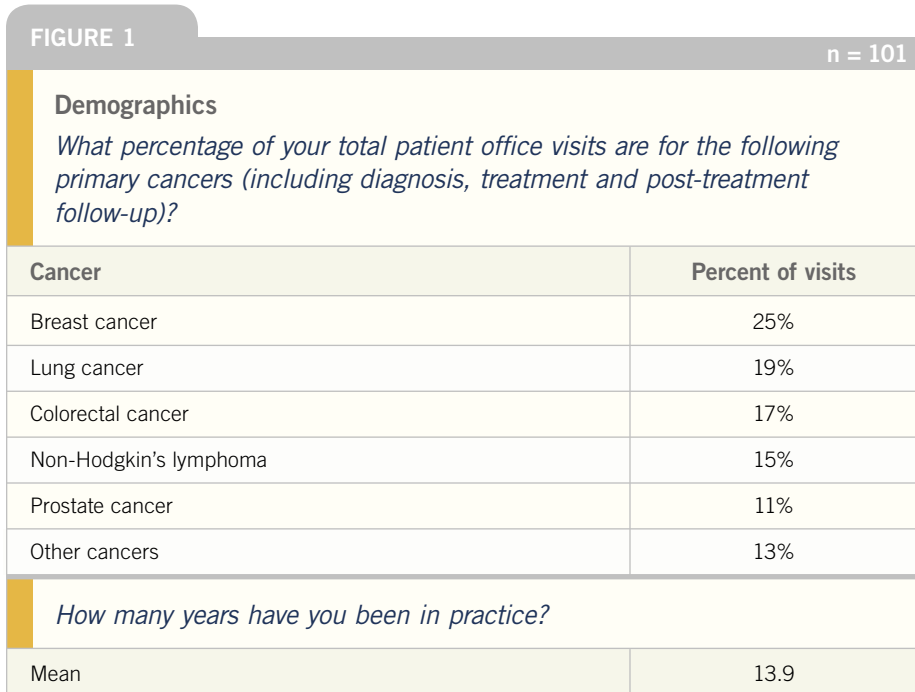 FIGURE 1
n = 101
Demographics
What percentage of your total patient office visits are for the following
primary cancers (including diagnosis, treatment and post-treatment
follow-up)?
Cancer Percent of visits
Breast cancer 25%
Lung cancer 19%
Colorectal cancer 17%
Non-Hodgkin’s lymphoma 15%
Prostate cancer 11%
Other cancers 13%
How many years have you been in practice?
Mean 13.9